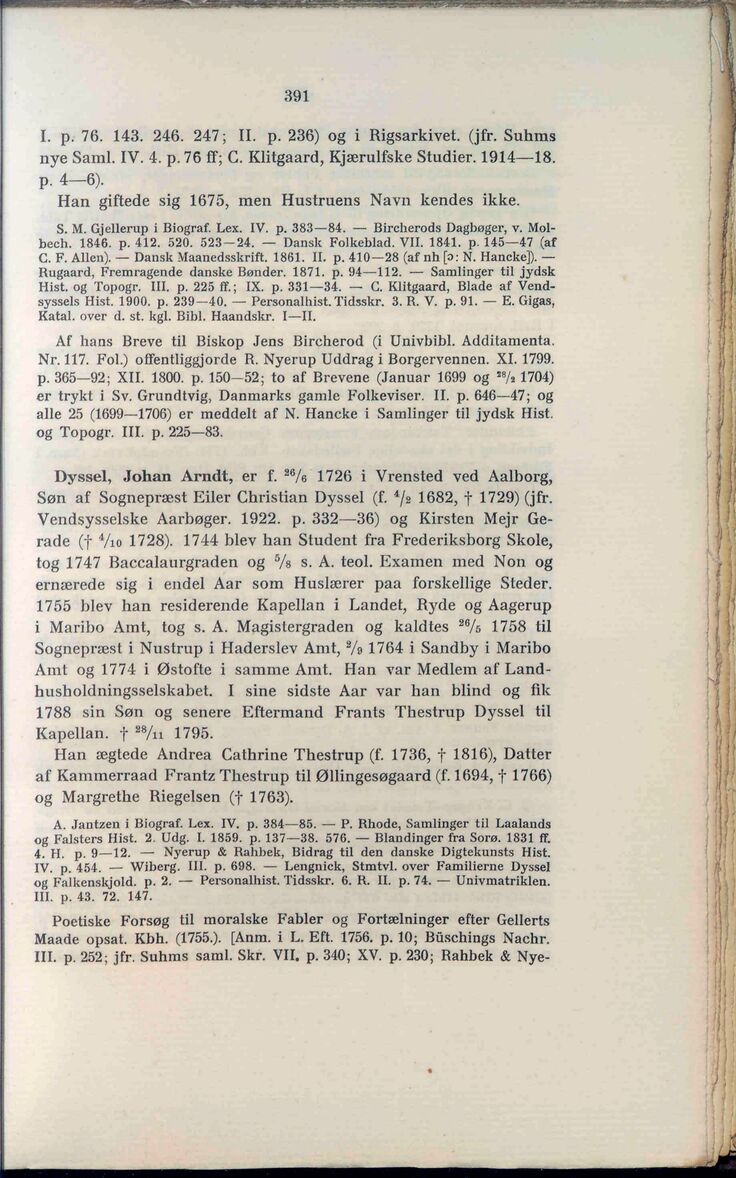 391
I. p. 76. 143. 246. 247; II. p. 236) og i Rigsarkivet. (jfr. Suhms
nye Saml. IV. 4. p. 76 ff; C. Klitgaard, Kjærulfske Studier. 1914—18.
p. 4—6).
Han giftede sig 1675, men Hustruens Navn kendes ikke.
S. M. Gjellerup i Biograf. Lex. IV. p. 383—84. — Bircherods Dagbøger, v. Mol-
bech. 1846. p. 412. 520. 523—24. — Dansk Folkeblad. VII. 1841. p. 145—47 (af
C. F. Allen). — Dansk Maanedsskrift. 1861. II. p. 410—28 (af nh [ɔ: N. Hancke]). —
Rugaard, Fremragende danske Bønder. 1871. p. 94—112. — Samlinger til jydsk
Hist. og Topogr. III. p. 225 ff.; IX. p. 331—34. — C. Klitgaard, Blade af Vend-
syssels Hist. 1900. p. 239—40. — Personalhist. Tidsskr. 3. R. V. p. 91. — E. Gigas,
Katal. over d. st. kgl. Bibl. Haandskr. I—II.
Af hans Breve til Biskop Jens Bircherod (i Univbibl. Additamenta.
Nr. 117. Fol.) offentliggjorde R. Nyerup Uddrag i Borgervennen. XI. 1799.
p. 365—92; XII. 1800. p. 150—52; to af Brevene (Januar 1699 og ²⁸/₂ 1704)
er trykt i Sv. Grundtvig, Danmarks gamle Folkeviser. II. p. 646—47; og
alle 25 (1699—1706) er meddelt af N. Hancke i Samlinger til jydsk Hist.
og Topogr. III. p. 225—83.
Dyssel, Johan Arndt, er f. ²⁶/₆ 1726 i Vrensted ved Aalborg,
Søn af Sognepræst Eiler Christian Dyssel (f. ⁴/₂ 1682, † 1729) (jfr.
Vendsysselske Aarbøger. 1922. p. 332—36) og Kirsten Mejr Ge-
rade († ⁴/₁₀ 1728). 1744 blev han Student fra Frederiksborg Skole,
tog 1747 Baccalaurgraden og ⁵/₈ s. A. teol. Examen med Non og
ernærede sig i endel Aar som Huslærer paa forskellige Steder.
1755 blev han residerende Kapellan i Landet, Ryde og Aagerup
i Maribo Amt, tog s. A. Magistergraden og kaldtes ²⁶/₅ 1758 til
Sognepræst i Nustrup i Haderslev Amt, ²/₉ 1764 i Sandby i Maribo
Amt og 1774 i Østofte i samme Amt. Han var Medlem af Land-
husholdningsselskabet. I sine sidste Aar var han blind og fik
1788 sin Søn og senere Eftermand Frants Thestrup Dyssel til
Kapellan. † ²⁸/₁₁ 1795.
Han ægtede Andrea Cathrine Thestrup (f. 1736, † 1816), Datter
af Kammerraad Frantz Thestrup til Øllingesøgaard (f. 1694, † 1766)
og Margrethe Riegelsen († 1763).
A. Jantzen i Biograf. Lex. IV. p. 384—85. — P. Rhode, Samlinger til Laalands
og Falsters Hist. 2. Udg. I. 1859. p. 137—38. 576. — Blandinger fra Sorø. 1831 ff.
4. H. p. 9—12. — Nyerup & Rahbek, Bidrag til den danske Digtekunsts Hist.
IV. p. 454. — Wiberg. III. p. 698. — Lengnick, Stmtvl. over Familierne Dyssel
og Falkenskjold. p. 2. — Personalhist. Tidsskr. 6. R. II. p. 74. — Univmatriklen.
III. p. 43. 72. 147.
Poetiske Forsøg til moralske Fabler og Fortælninger efter Gellerts
Maade opsat. Kbh. (1755.). [Anm. i L. Eft. 1756. p. 10; Büschings Nachr.
III. p. 252; jfr. Suhms saml. Skr. VII. p. 340; XV. p. 230; Rahbek & Nye-